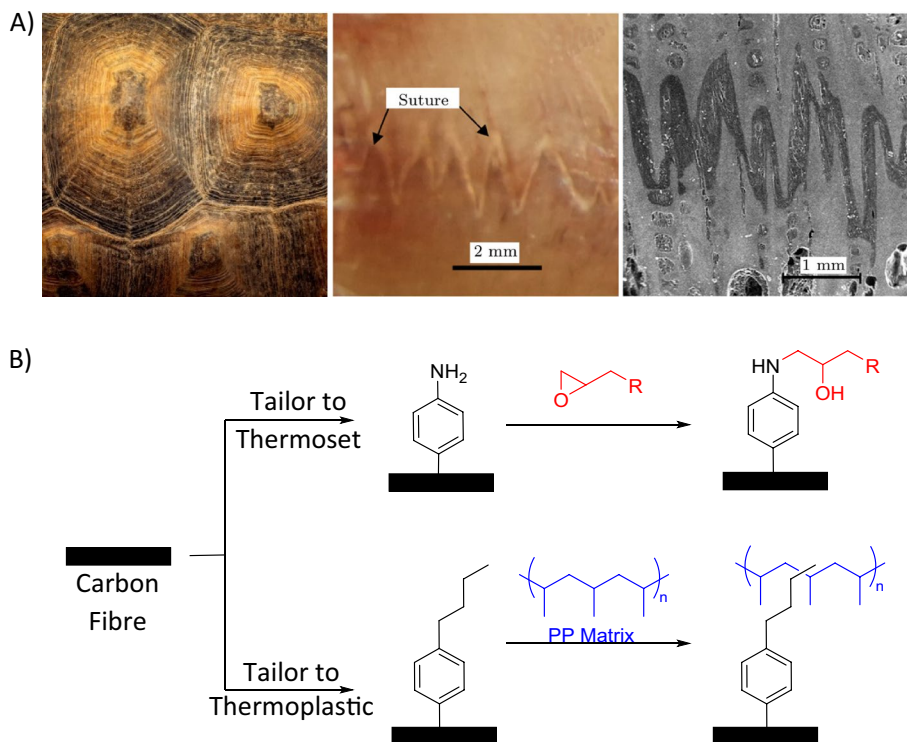 A)
Suture
2 mm
1 mm
B)
Tailor to
Thermoset
NH2
O
R
HN
OH
R
Carbon
Fibre
Tailor to
Thermoplastic
n
PP Matrix
n